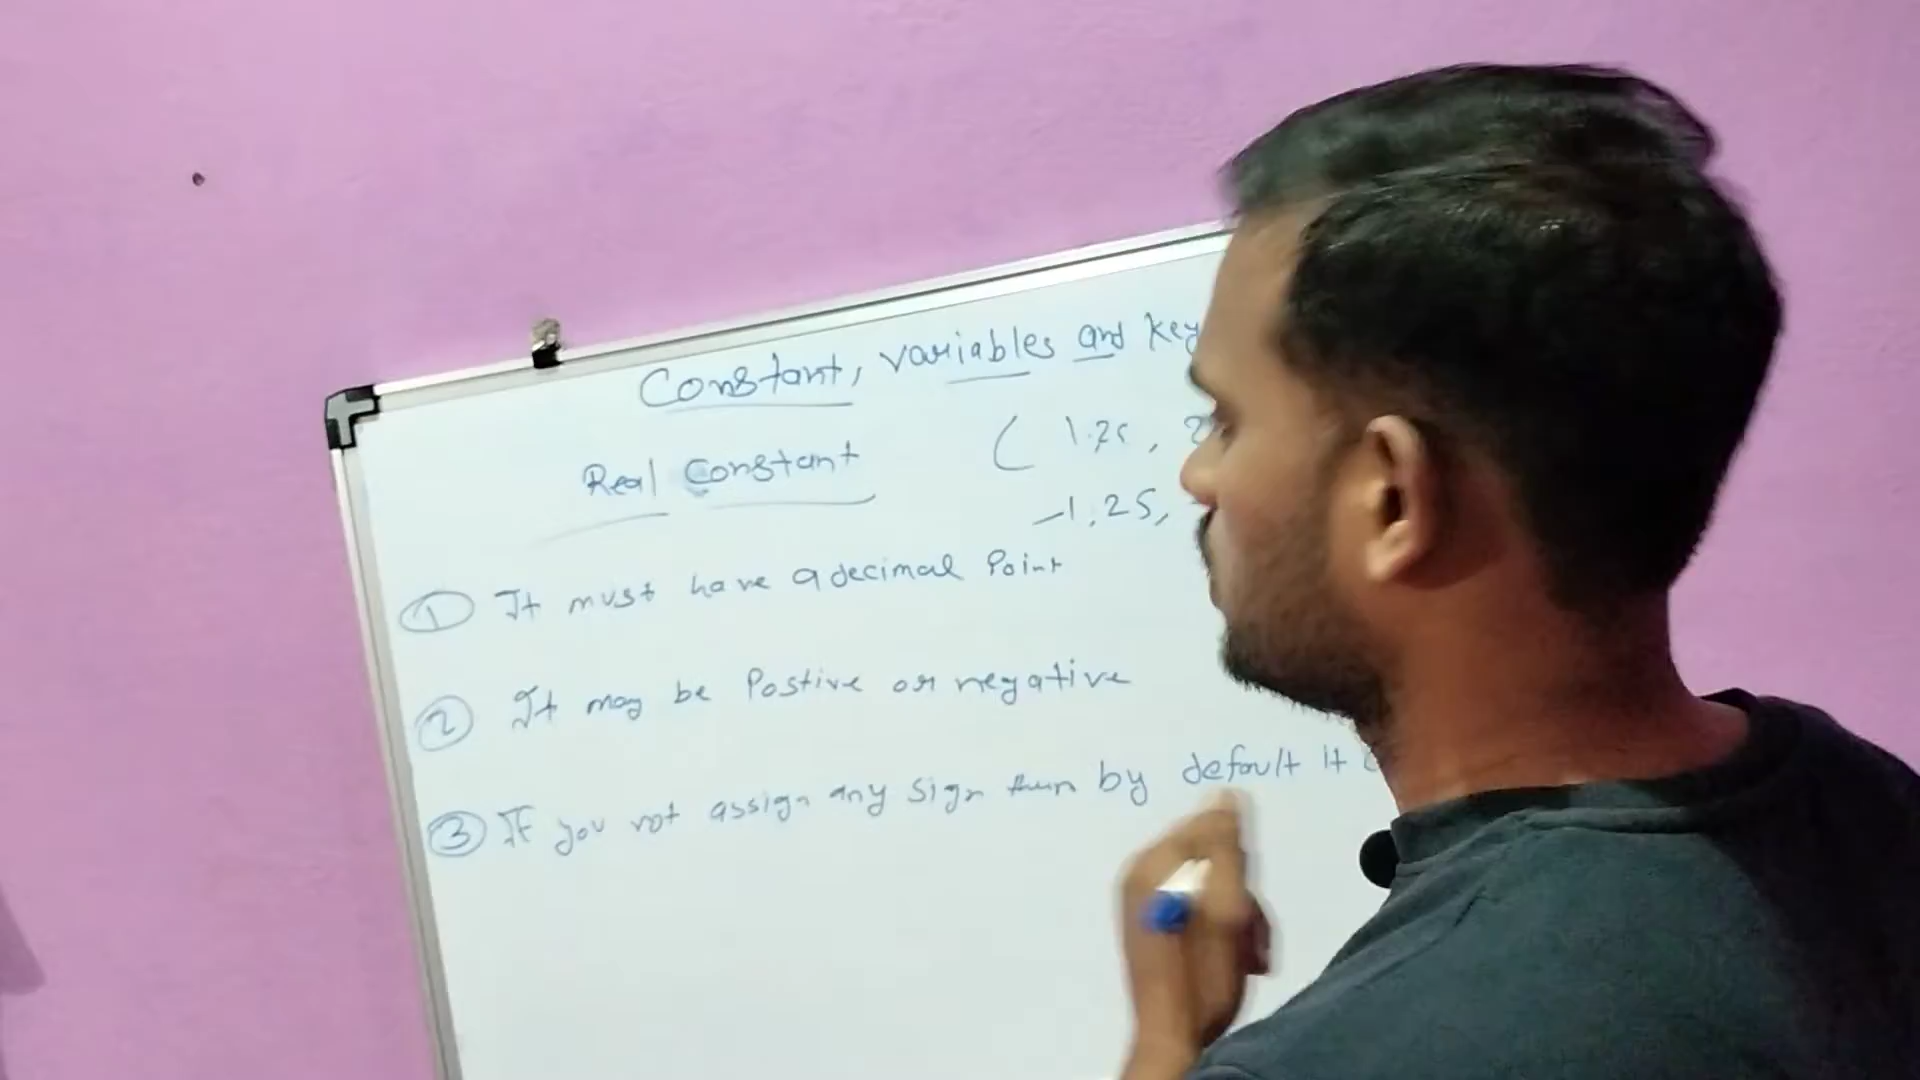 Constant, variables and key
Real Constant
( 1.25, 2
-1.25,
① It must have a decimal Point
② It may be Postive or negative
③ If you not assign any sign then by default it